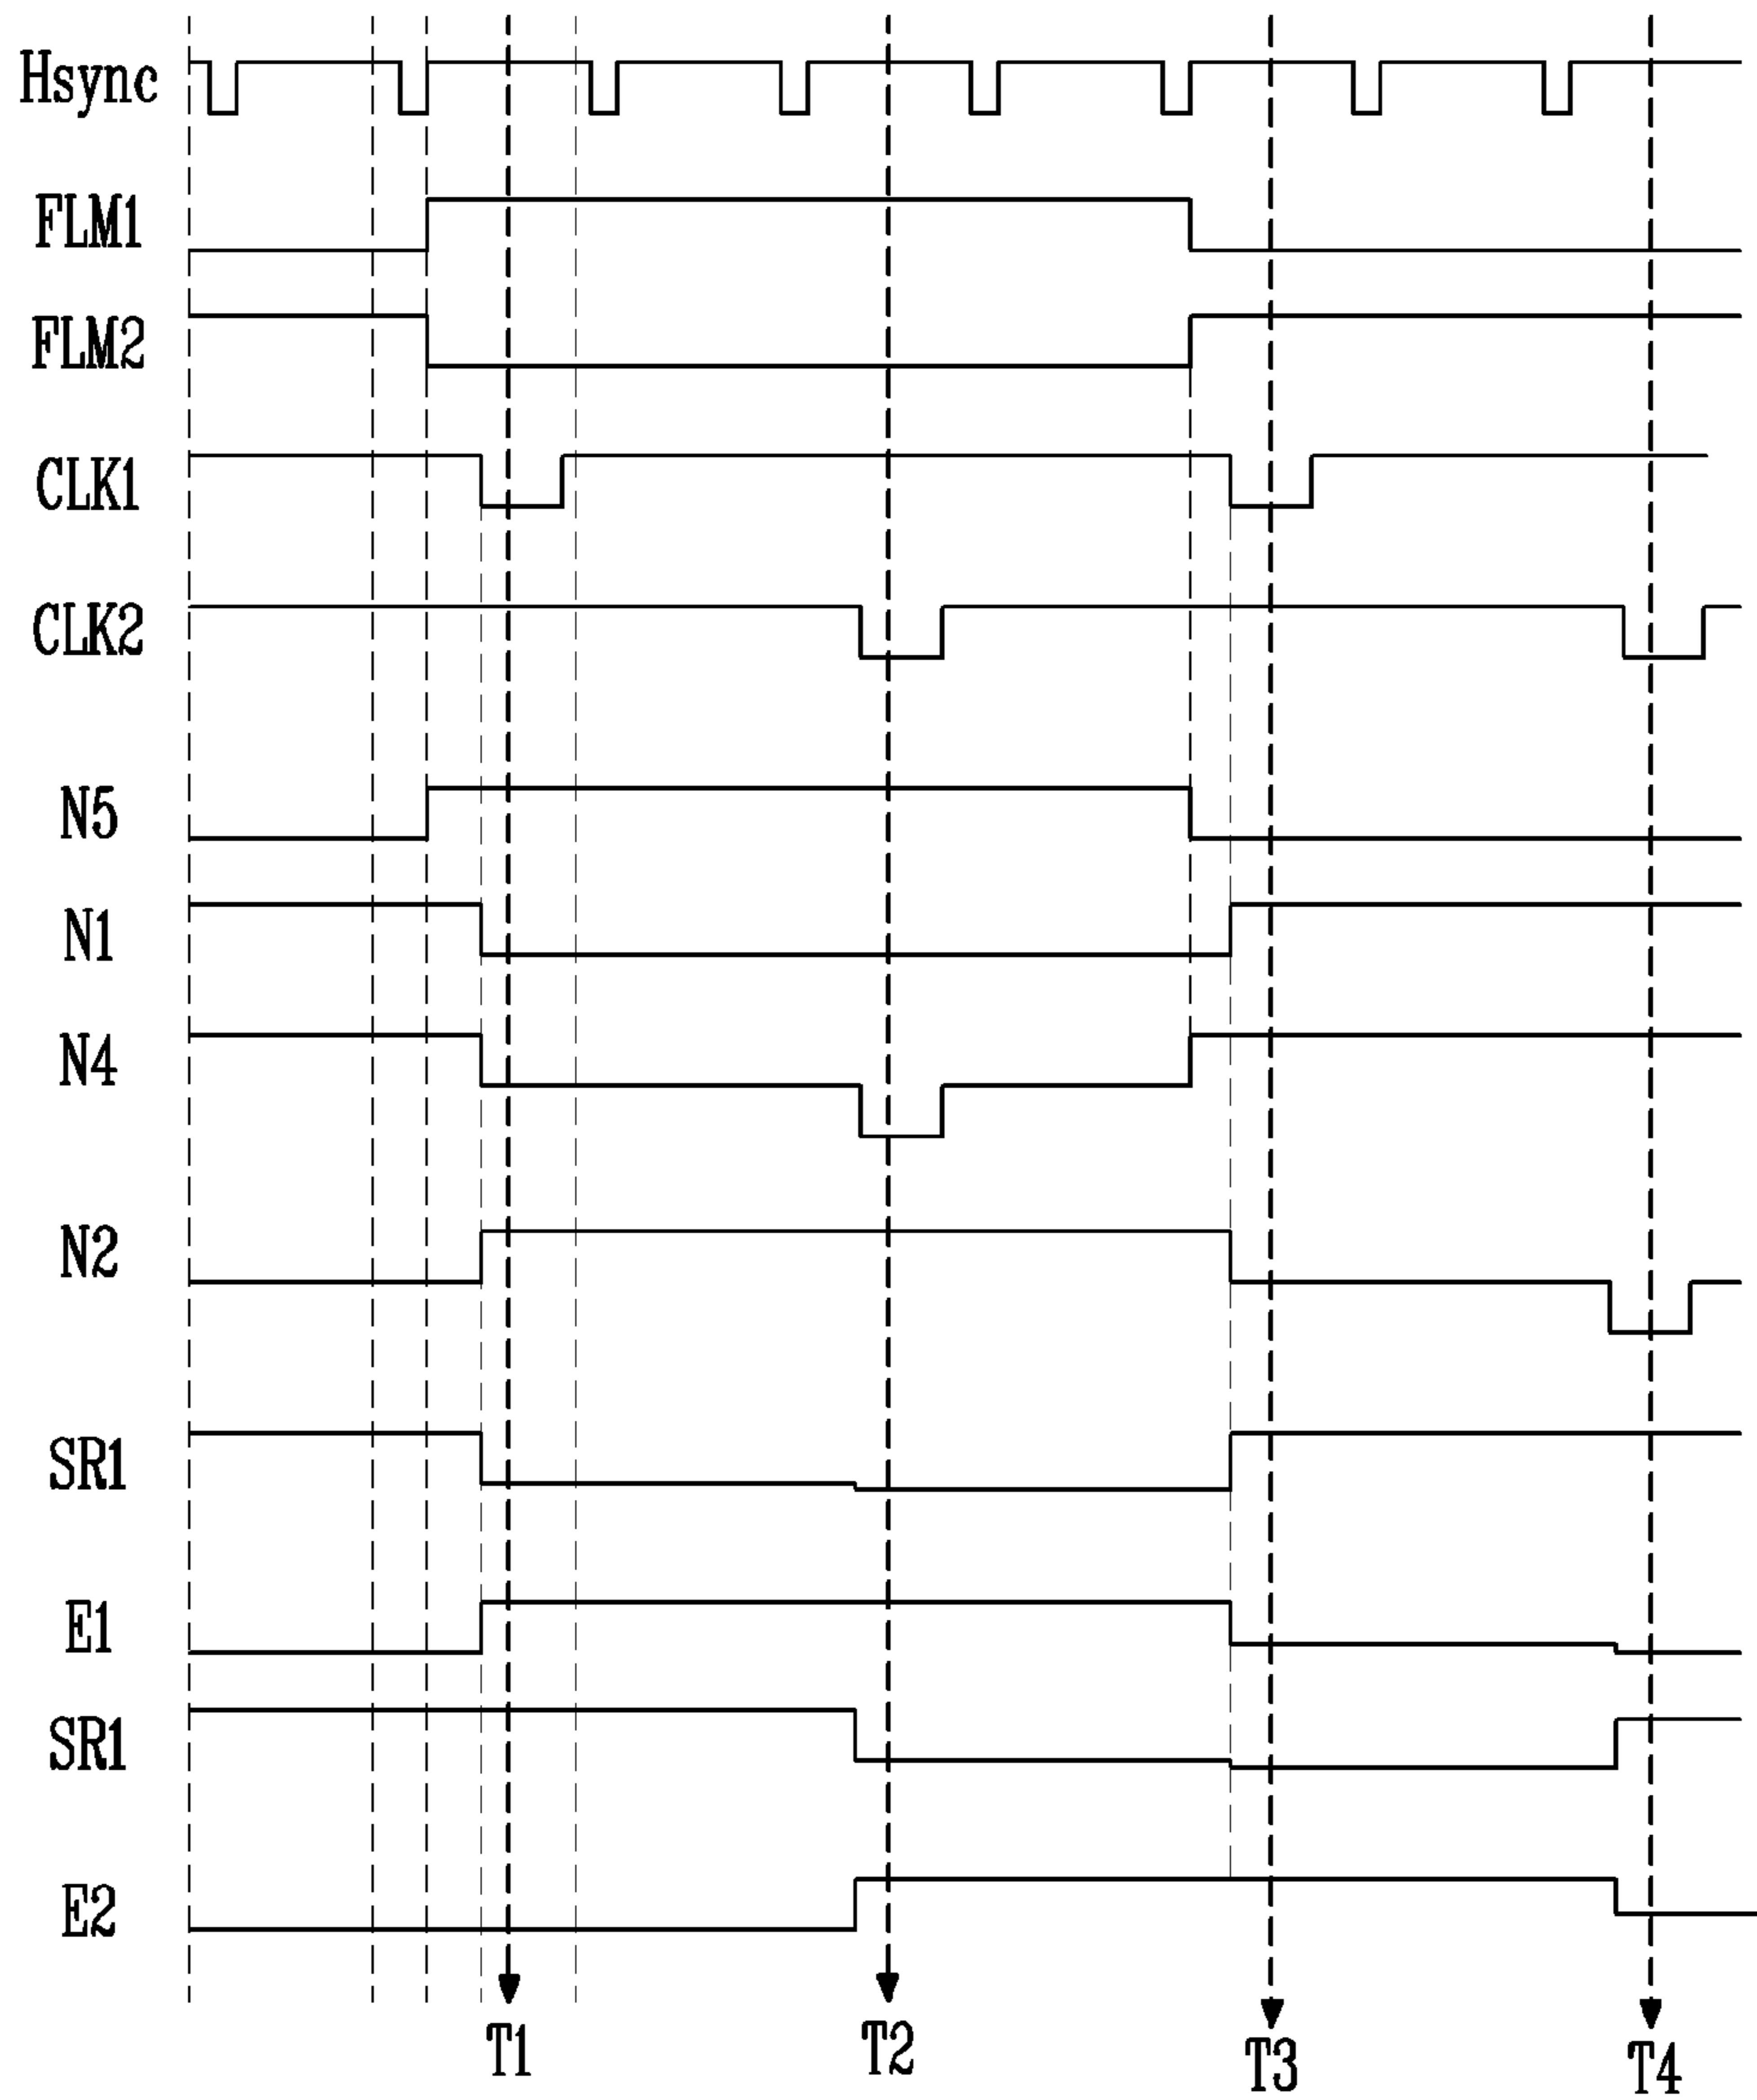 Hsync
FLM1
FLM2
CLK1
CLK2
N5
N1
N4
N2
SR1
E1
SR1
E2
T1
T2
T3
T4